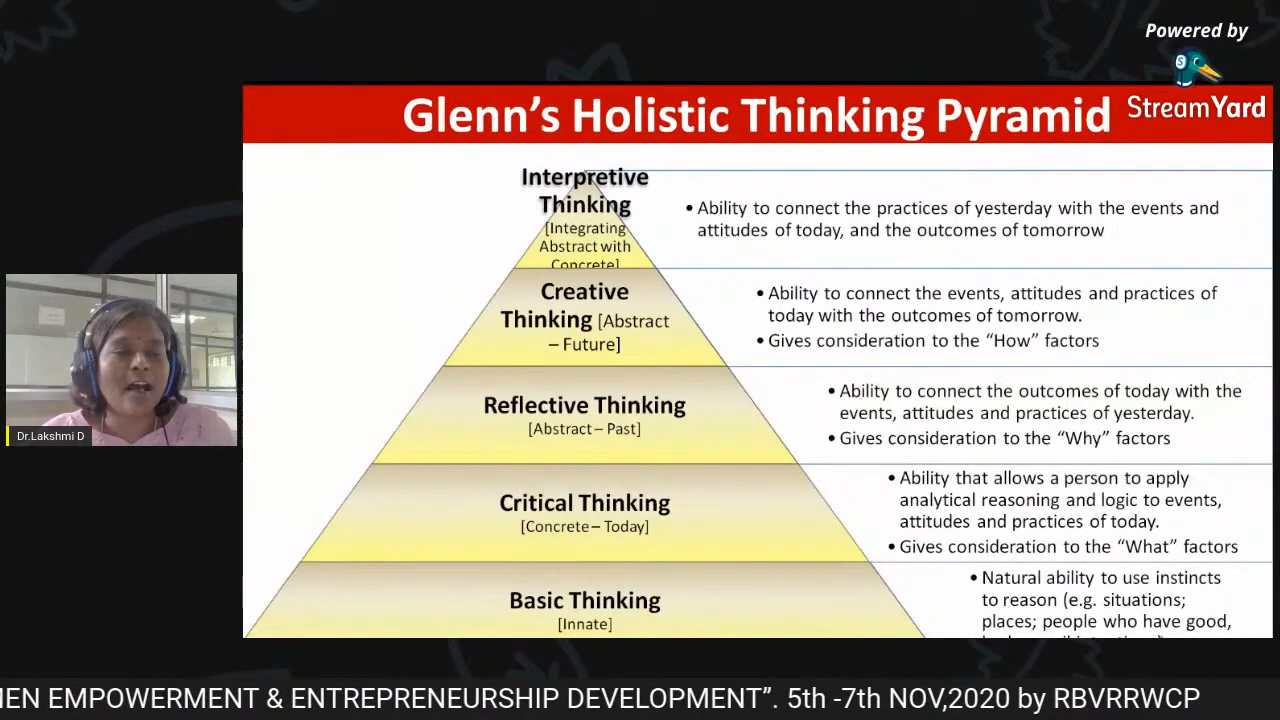 Powered by
StreamYard
Glenn's Holistic Thinking Pyramid
Interpretive
Thinking
[Integrating
Abstract with
Concrete]
• Ability to connect the practices of yesterday with the events and
attitudes of today, and the outcomes of tomorrow
Creative
Thinking [Abstract
– Future]
• Ability to connect the events, attitudes and practices of
today with the outcomes of tomorrow.
• Gives consideration to the “How” factors
Reflective Thinking
[Abstract – Past]
• Ability to connect the outcomes of today with the
events, attitudes and practices of yesterday.
• Gives consideration to the “Why” factors
Critical Thinking
[Concrete – Today]
• Ability that allows a person to apply
analytical reasoning and logic to events,
attitudes and practices of today.
• Gives consideration to the “What” factors
Basic Thinking
[Innate]
• Natural ability to use instincts
to reason (e.g. situations;
places; people who have good,
Dr.Lakshmi D
EMPOWERMENT & ENTREPRENEURSHIP DEVELOPMENT”. 5th -7th NOV,2020 by RBVRRWCP